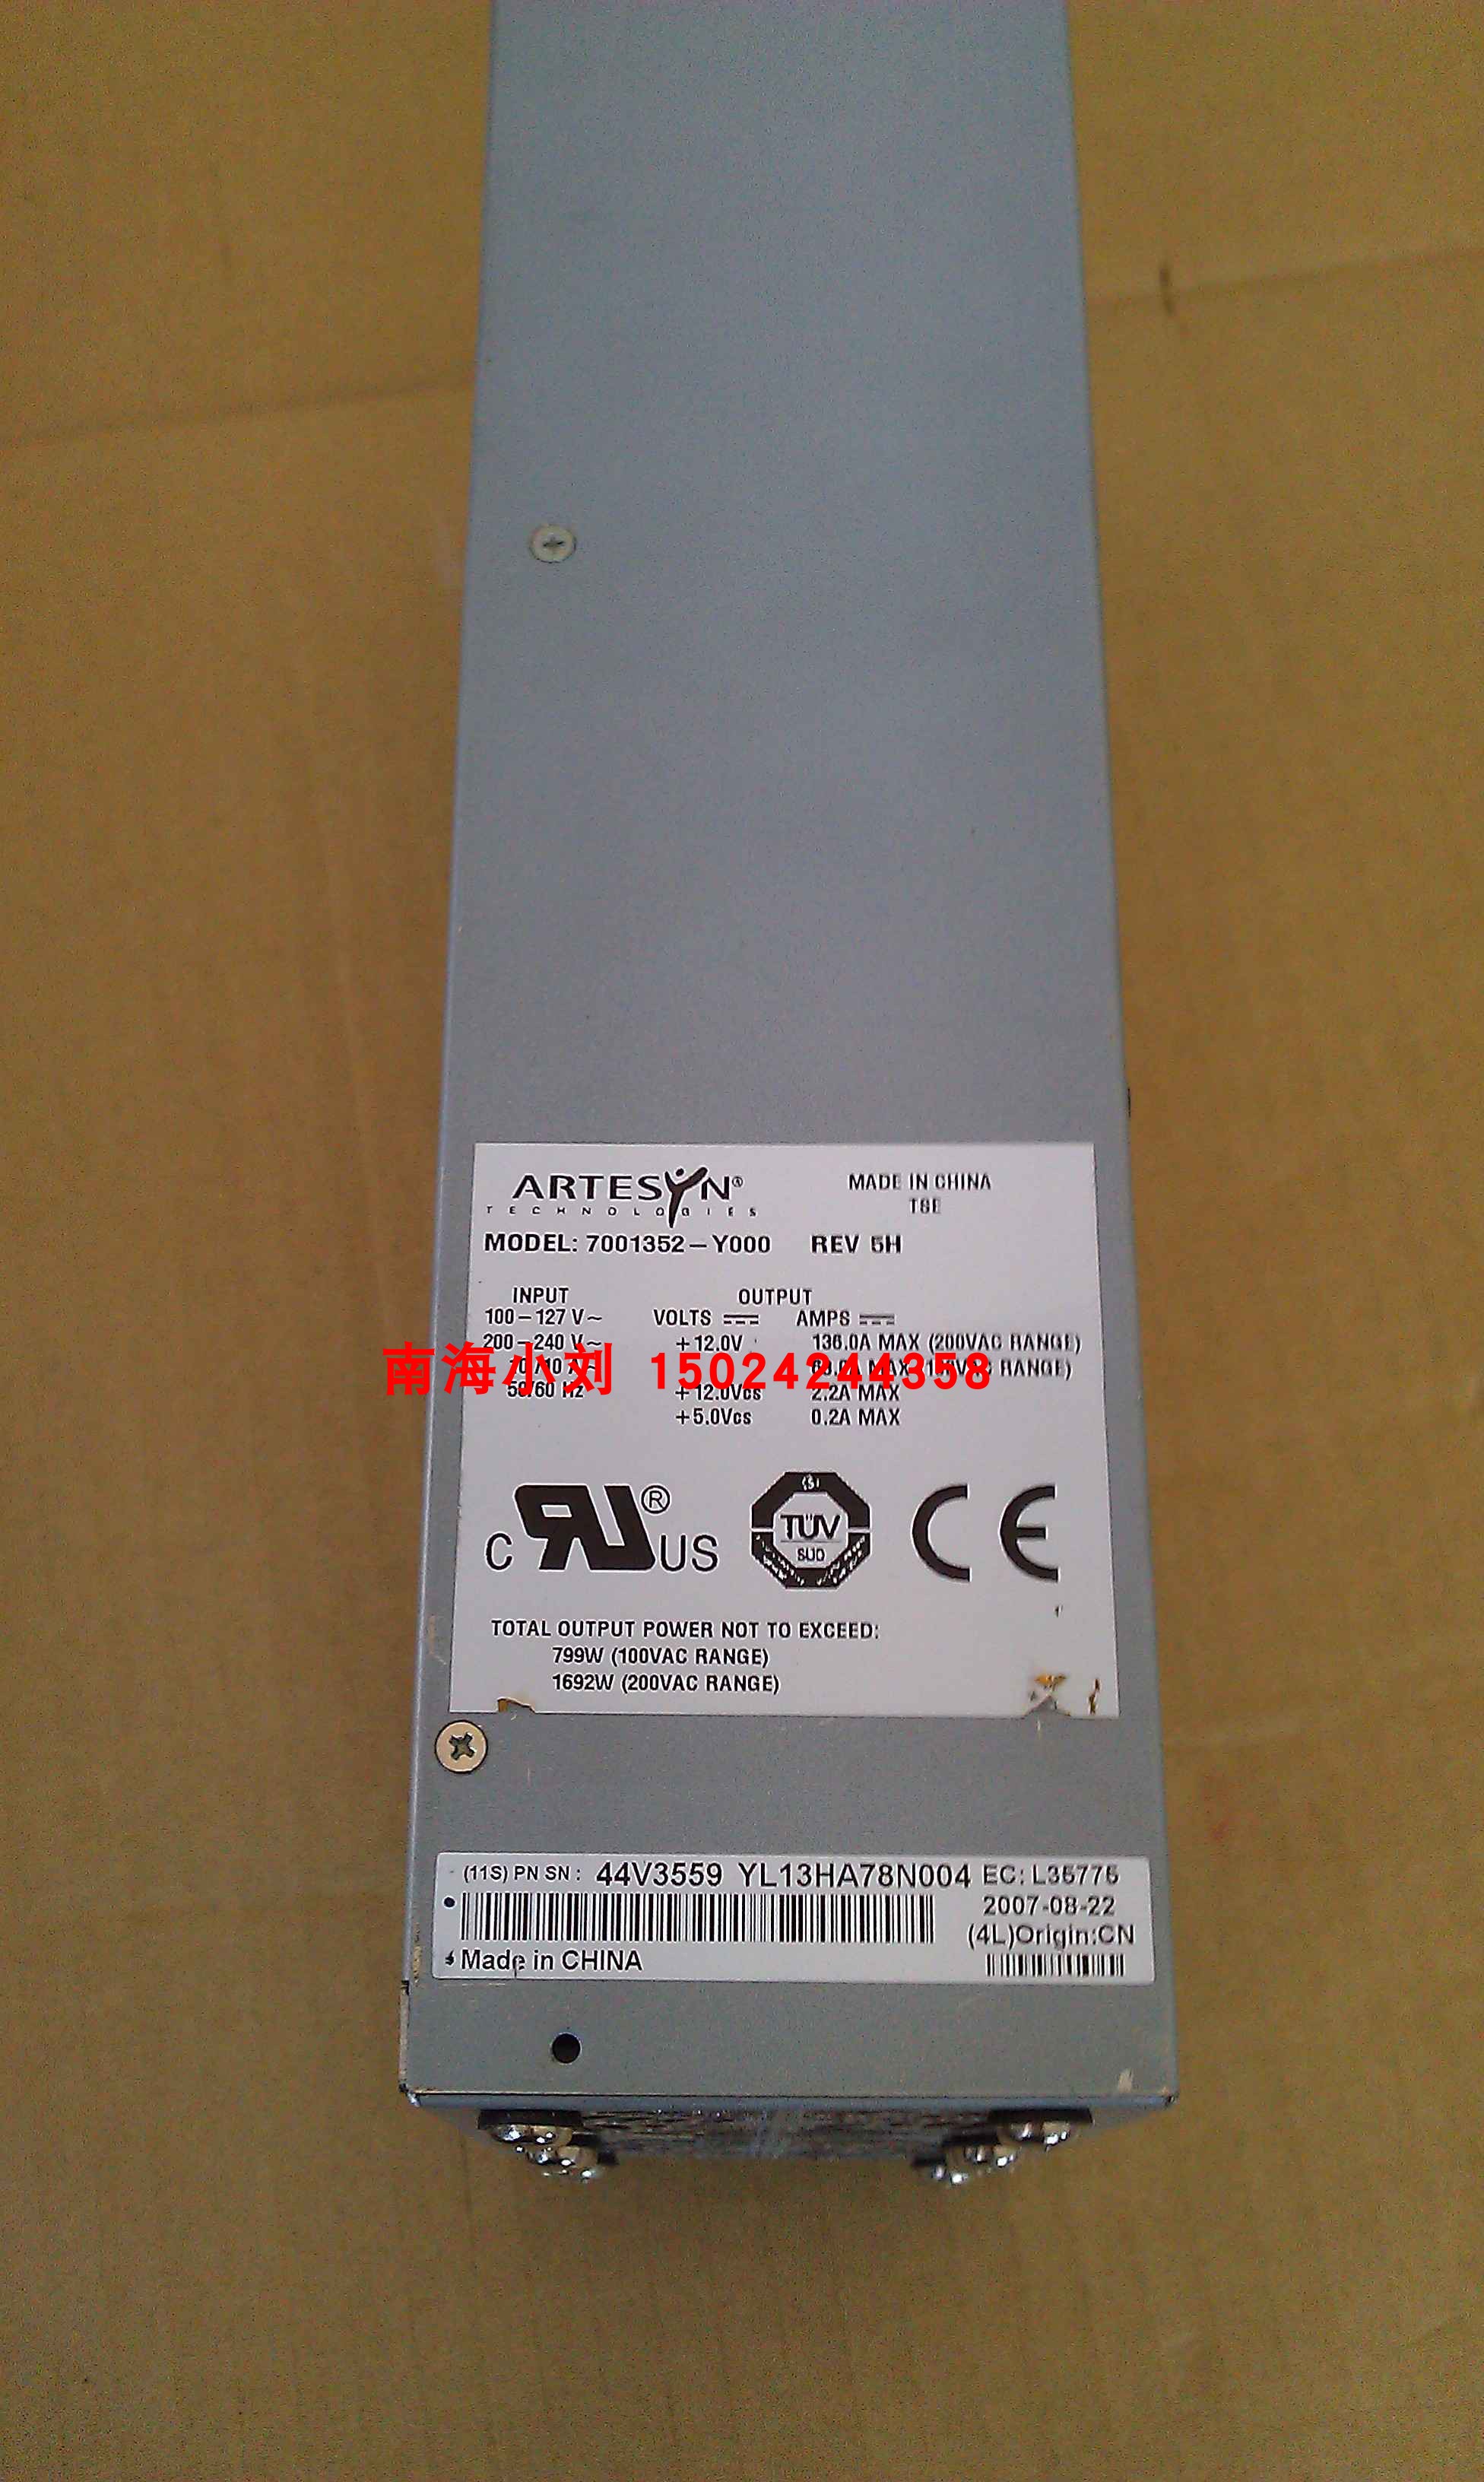 ARTESYN®
TECHNOLOGIES
MADE IN CHINA
TSE
MODEL: 7001352-Y000 REV 5H
INPUT OUTPUT
100-127 V~ VOLTS AMPS
200-240 V~ +12.0V 136.0A MAX (200VAC RANGE)
MAX RANGE)
南海小刘 15024244358
50/60 Hz +12.0Vcs 2.2A MAX
+5.0Vcs 0.2A MAX
C RU® US
TÜV
SÜD
CE
TOTAL OUTPUT POWER NOT TO EXCEED:
799W (100VAC RANGE)
1692W (200VAC RANGE)
(11S) PN SN: 44V3559 YL13HA78N004 EC: L35775
2007-08-22
(4L)Origin:CN
Made in CHINA